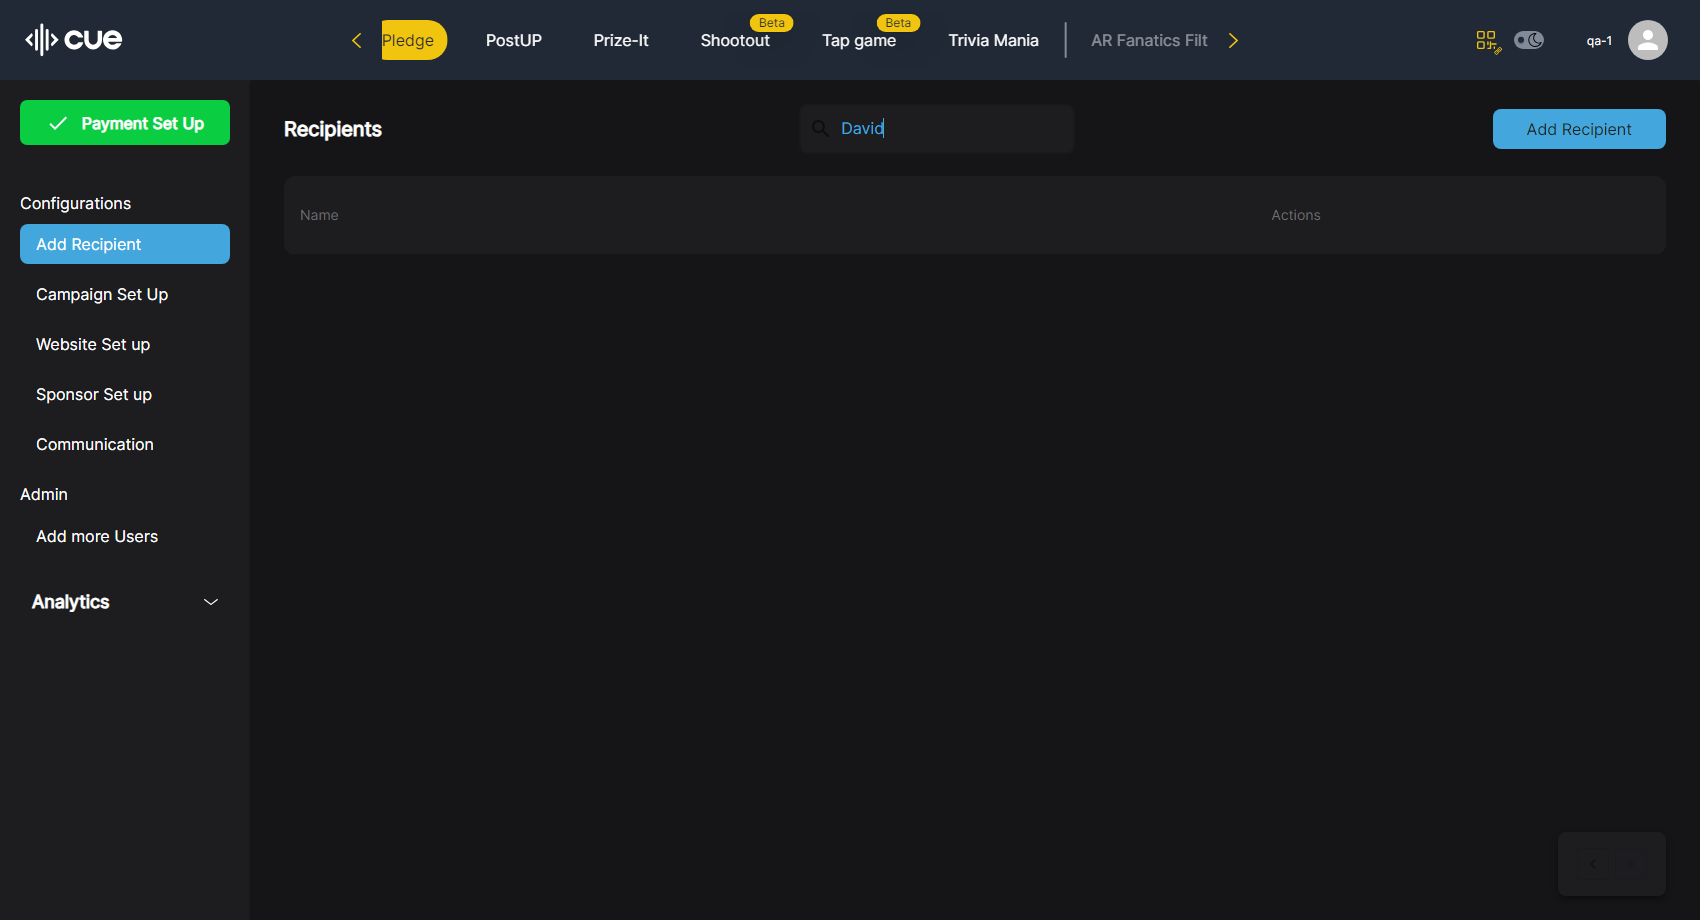 cue
Pledge
PostUP
Prize-It
Shootout
Beta
Tap game
Beta
Trivia Mania
AR Fanatics Filt
qa-1
Payment Set Up
Configurations
Add Recipient
Campaign Set Up
Website Set up
Sponsor Set up
Communication
Admin
Add more Users
Analytics
Recipients
David
Add Recipient
Name
Actions